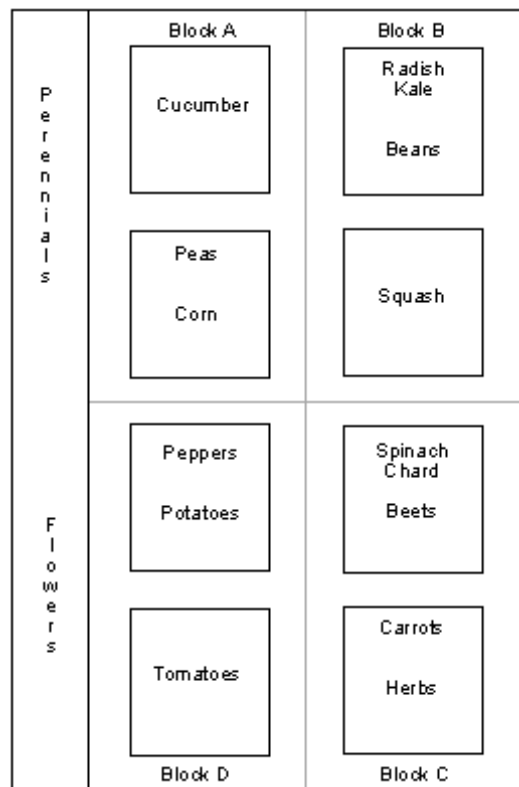 Perennials
Flowers
Block A
Cucumber
Peas
Corn
Block B
Radish
Kale
Beans
Squash
Peppers
Potatoes
Tomatoes
Block D
Spinach
Chard
Beets
Carrots
Herbs
Block C